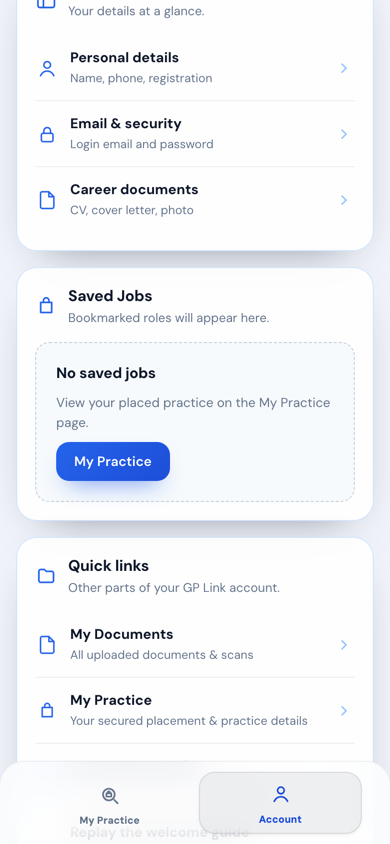 Your details at a glance.
Personal details
Name, phone, registration
Email & security
Login email and password
Career documents
CV, cover letter, photo
Saved Jobs
Bookmarked roles will appear here.
No saved jobs
View your placed practice on the My Practice
page.
My Practice
Quick links
Other parts of your GP Link account.
My Documents
All uploaded documents & scans
My Practice
Your secured placement & practice details
My Practice
Account
Replay the welcome guide